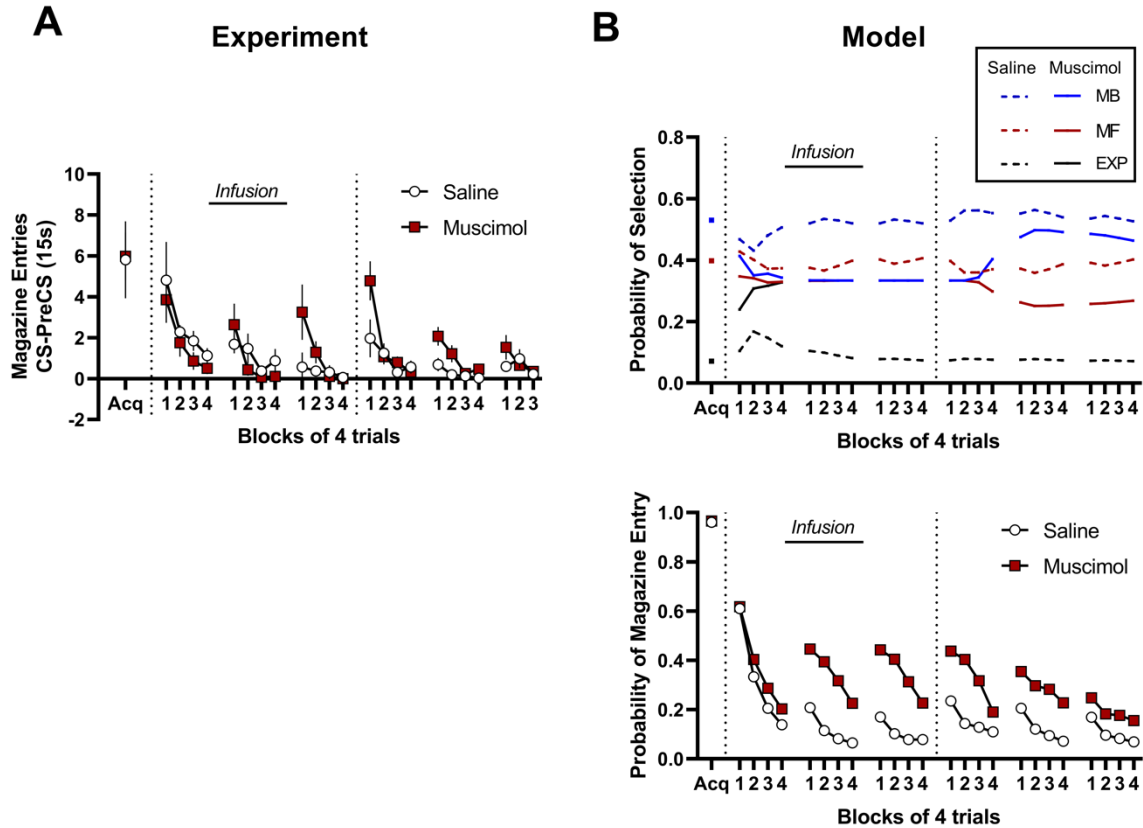 A
Experiment
Magazine Entries
CS-PreCS (15s)
10
8
6
4
2
0
-2
Infusion
Saline
Muscimol
Acq 1 2 3 4 1 2 3 4 1 2 3 4 1 2 3 4 1 2 3 4 1 2 3
Blocks of 4 trials
B
Model
Saline Muscimol
MB
MF
EXP
Probability of Selection
0.8
0.6
0.4
0.2
0.0
Infusion
Acq 1 2 3 4 1 2 3 4 1 2 3 4 1 2 3 4 1 2 3 4 1 2 3 4
Blocks of 4 trials
Probability of Magazine Entry
1.0
0.8
0.6
0.4
0.2
0.0
Infusion
Saline
Muscimol
Acq 1 2 3 4 1 2 3 4 1 2 3 4 1 2 3 4 1 2 3 4 1 2 3 4
Blocks of 4 trials